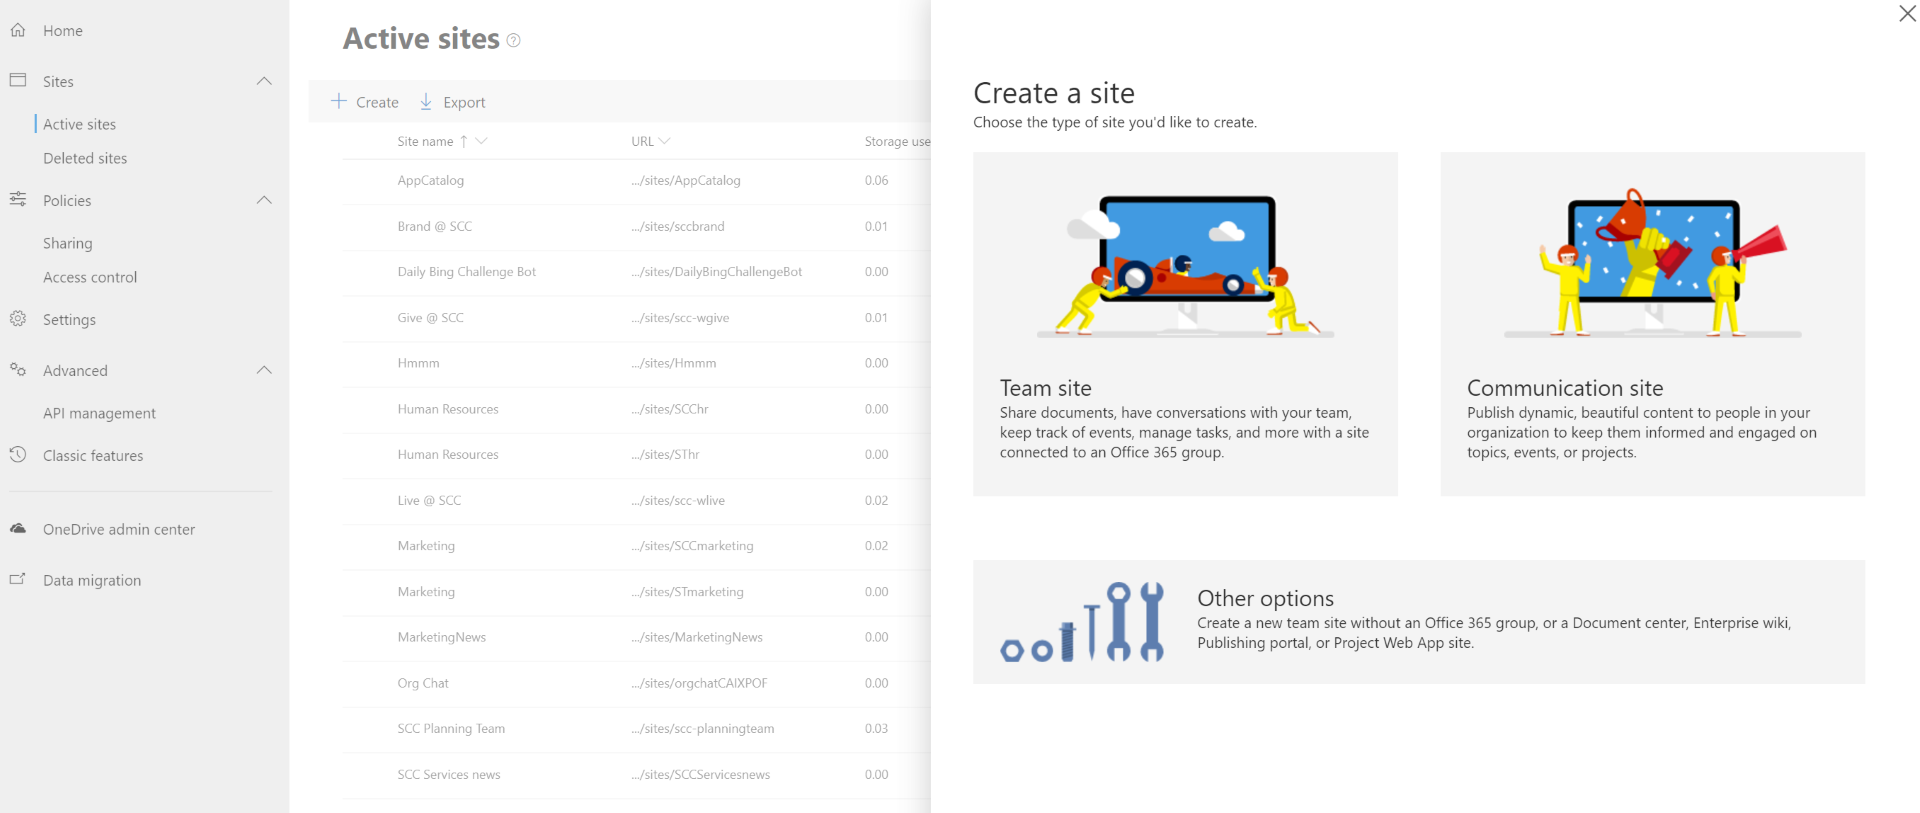 Home
Sites
Active sites
Deleted sites
Policies
Sharing
Access control
Settings
Advanced
API management
Classic features
OneDrive admin center
Data migration
Active sites
Create Export
Site name URL Storage use
AppCatalog .../sites/AppCatalog 0.06
Brand @ SCC .../sites/sccbrand 0.01
Daily Bing Challenge Bot .../sites/DailyBingChallengeBot 0.00
Give @ SCC .../sites/scc-wgive 0.01
Hmmm .../sites/Hmmm 0.00
Human Resources .../sites/SCChr 0.00
Human Resources .../sites/SThr 0.00
Live @ SCC .../sites/scc-wlive 0.02
Marketing .../sites/SCCmarketing 0.02
Marketing .../sites/STmarketing 0.00
MarketingNews .../sites/MarketingNews 0.00
Org Chat .../sites/orgchatCAIXPOF 0.00
SCC Planning Team .../sites/scc-planningteam 0.03
SCC Services news .../sites/SCCServicesnews 0.00
Create a site
Choose the type of site you'd like to create.
Team site
Share documents, have conversations with your team,
keep track of events, manage tasks, and more with a site
connected to an Office 365 group.
Communication site
Publish dynamic, beautiful content to people in your
organization to keep them informed and engaged on
topics, events, or projects.
Other options
Create a new team site without an Office 365 group, or a Document center, Enterprise wiki,
Publishing portal, or Project Web App site.